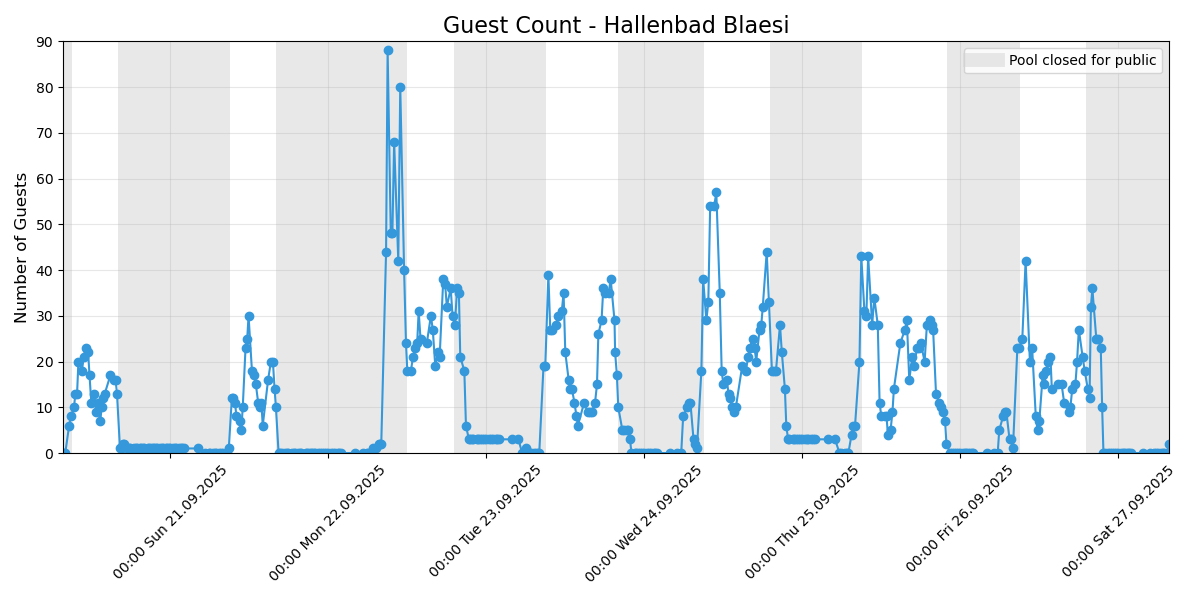 Guest Count - Hallenbad Blaesi
Pool closed for public
Number of Guests
90
80
70
60
50
40
30
20
10
0
00:00 Sun 21.09.2025
00:00 Mon 22.09.2025
00:00 Tue 23.09.2025
00:00 Wed 24.09.2025
00:00 Thu 25.09.2025
00:00 Fri 26.09.2025
00:00 Sat 27.09.2025